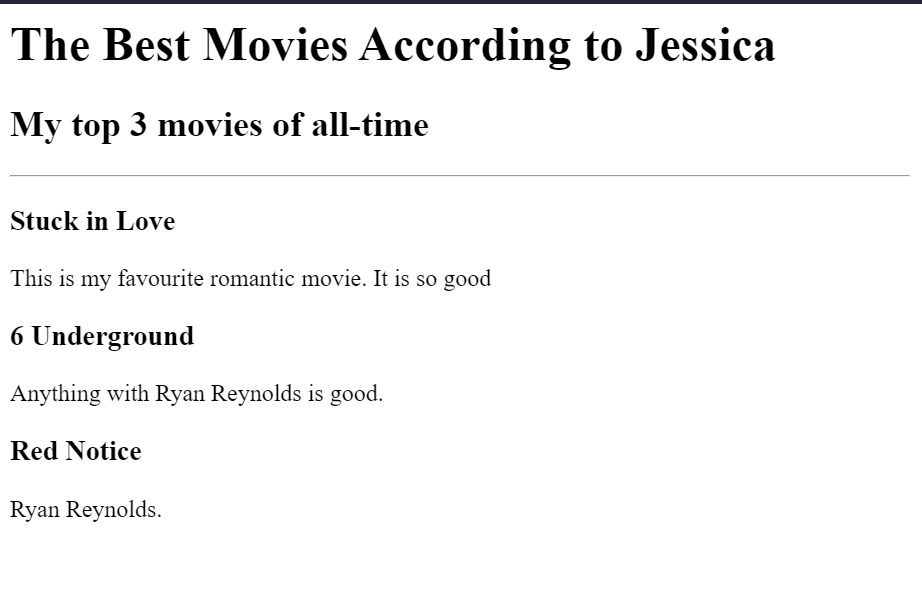 The Best Movies According to Jessica
My top 3 movies of all-time
Stuck in Love
This is my favourite romantic movie. It is so good
6 Underground
Anything with Ryan Reynolds is good.
Red Notice
Ryan Reynolds.